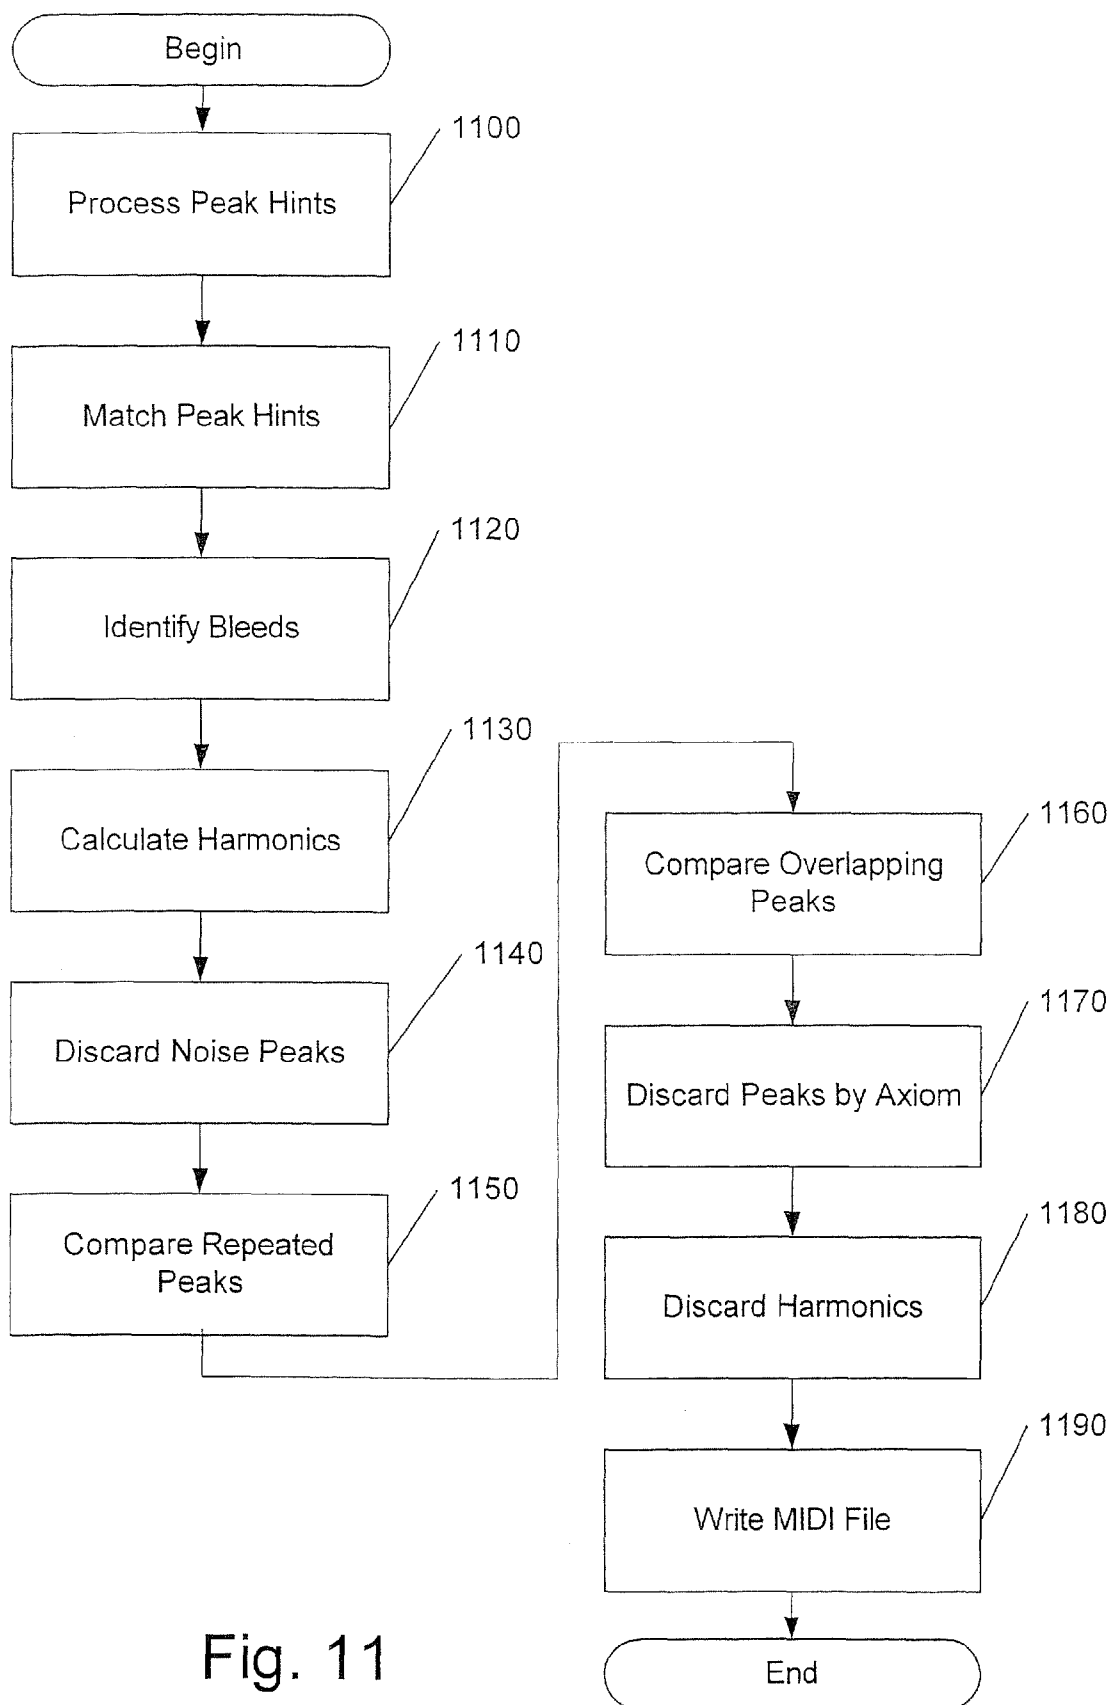 Begin
1100
Process Peak Hints
1110
Match Peak Hints
1120
Identify Bleeds
1130
Calculate Harmonics
1140
Discard Noise Peaks
1150
Compare Repeated
Peaks
1160
Compare Overlapping
Peaks
1170
Discard Peaks by Axiom
1180
Discard Harmonics
1190
Write MIDI File
End
Fig. 11